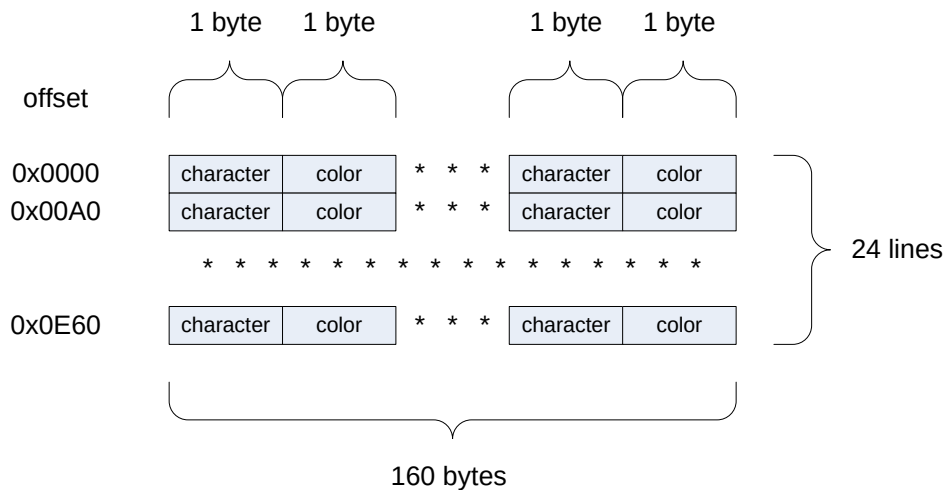 1 byte 1 byte 1 byte 1 byte
offset
0x0000 character color * * * character color
0x00A0 character color * * * character color
* * * * * * * * * * * * * * * *
24 lines
0x0E60 character color * * * character color
160 bytes